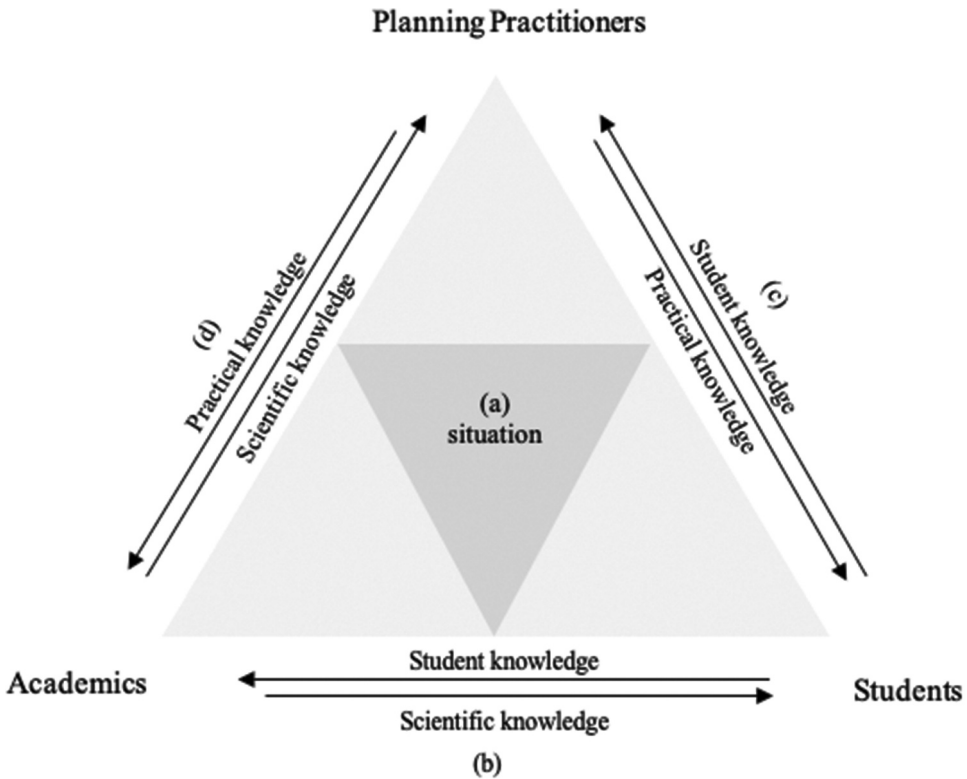 Planning Practitioners
(d)
Practical knowledge
Scientific knowledge
(c)
Student knowledge
Practical knowledge
(a)
situation
Academics
Student knowledge
Scientific knowledge
(b)
Students